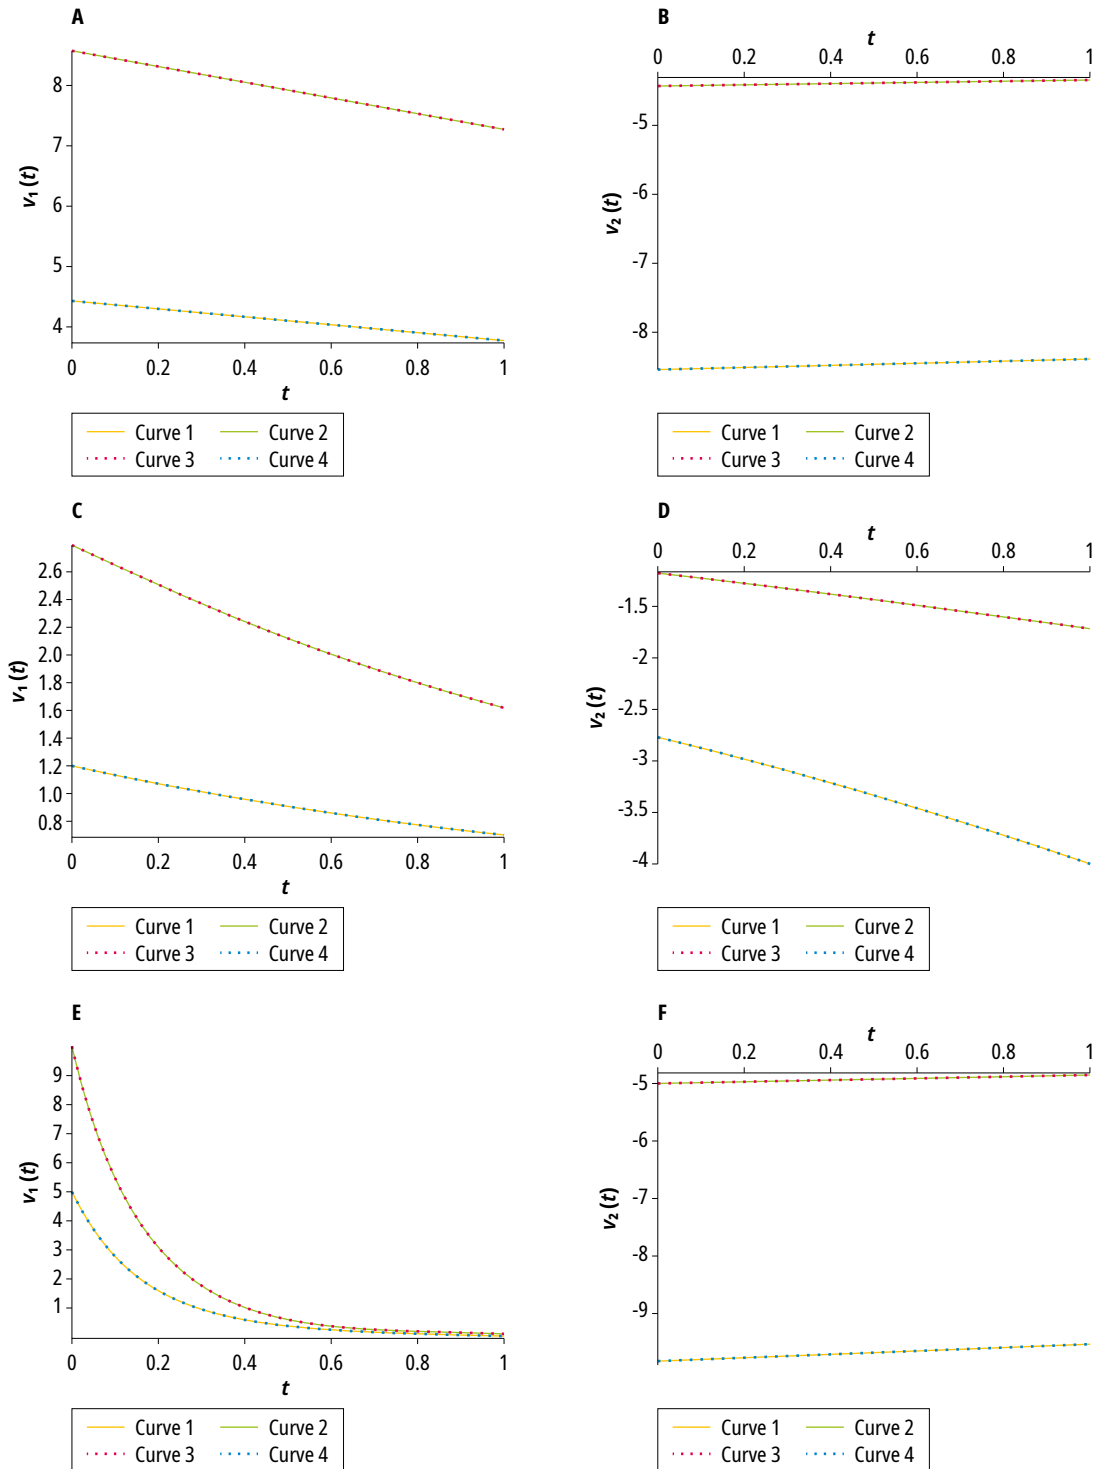 A
8
7
6
5
4
v₁ (t)
0 0.2 0.4 0.6 0.8 1
t
Curve 1 Curve 2
Curve 3 Curve 4
B
t
0 0.2 0.4 0.6 0.8 1
-5
-6
-7
-8
v₂ (t)
Curve 1 Curve 2
Curve 3 Curve 4
C
2.6
2.4
2.2
2.0
1.8
1.6
1.4
1.2
1.0
0.8
v₁ (t)
0 0.2 0.4 0.6 0.8 1
t
Curve 1 Curve 2
Curve 3 Curve 4
D
t
0 0.2 0.4 0.6 0.8 1
-1.5
-2
-2.5
-3
-3.5
-4
v₂ (t)
Curve 1 Curve 2
Curve 3 Curve 4
E
9
8
7
6
5
4
3
2
1
v₁ (t)
0 0.2 0.4 0.6 0.8 1
t
Curve 1 Curve 2
Curve 3 Curve 4
F
t
0 0.2 0.4 0.6 0.8 1
-5
-6
-7
-8
-9
v₂ (t)
Curve 1 Curve 2
Curve 3 Curve 4